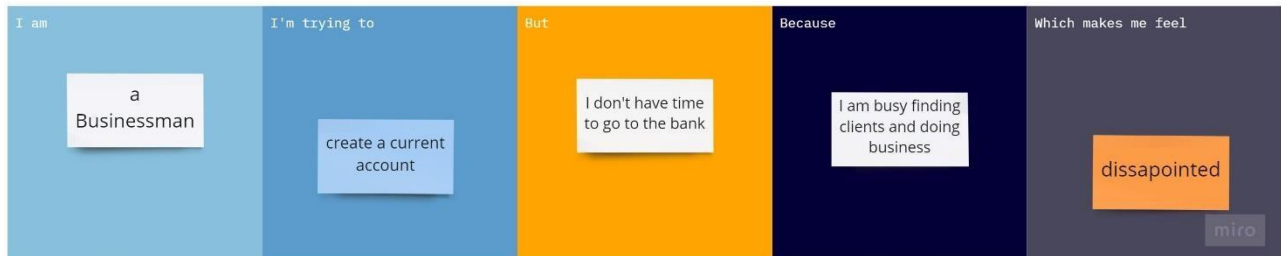 I am
a
Businessman
I'm trying to
create a current
account
But
I don't have time
to go to the bank
Because
I am busy finding
clients and doing
business
Which makes me feel
dissapointed
miro